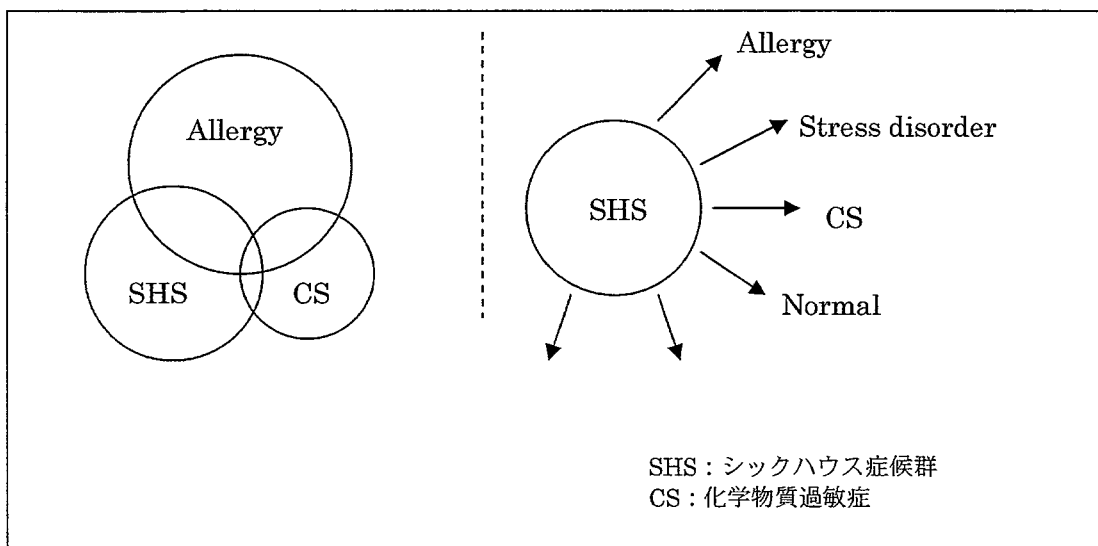 Allergy
SHS
CS
Allergy
Stress disorder
SHS
CS
Normal
SHS：シックハウス症候群
CS：化学物質過敏症